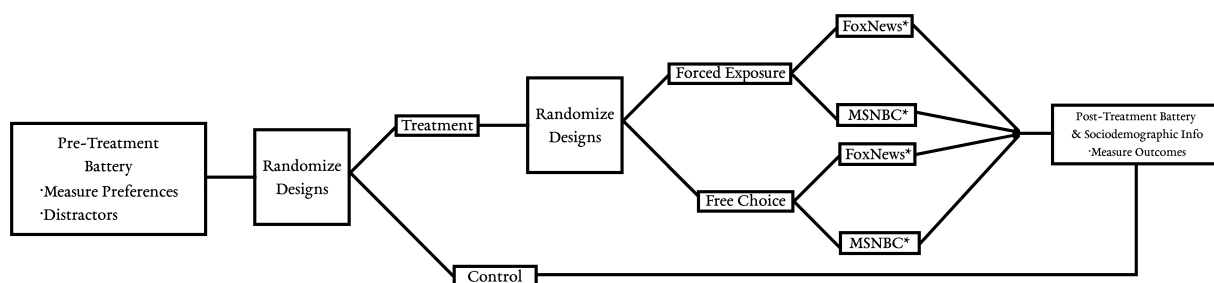 Pre-Treatment
Battery
·Measure Preferences
·Distractors
Randomize
Designs
Treatment
Control
Randomize
Designs
Forced Exposure
Free Choice
FoxNews*
MSNBC*
FoxNews*
MSNBC*
Post-Treatment Battery
& Sociodemographic Info
·Measure Outcomes